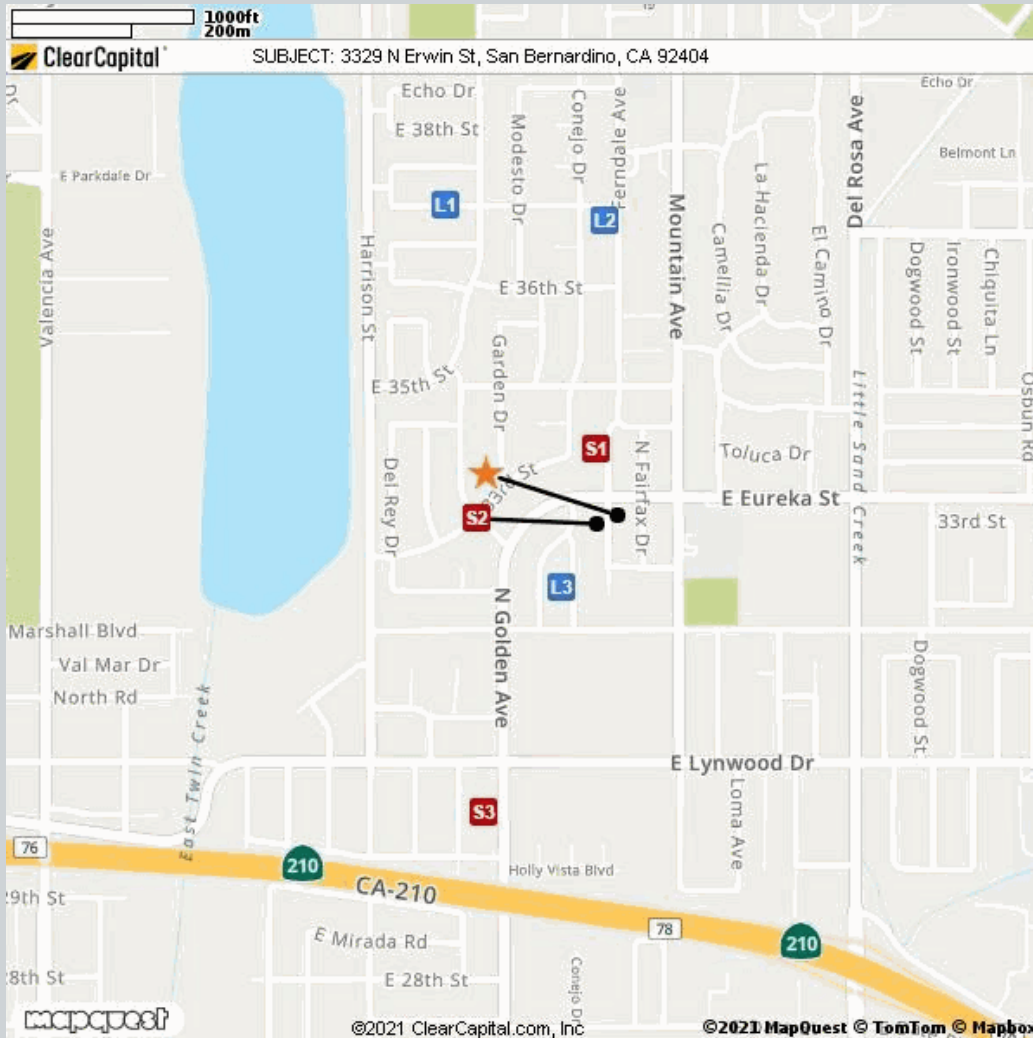 1000ft
200m
ClearCapital
SUBJECT: 3329 N Erwin St, San Bernardino, CA 92404
Dr
Echo Dr
E 38th St
Modesto Dr
Conejo Dr
Ferndale Ave
Echo Dr
Belmont Ln
Del Rosa Ave
E Parkdale Dr
L1
L2
La Hacienda Dr
Valencia Ave
Harrison St
Mountain Ave
Camellia Dr
El Camino Dr
Dogwood St
Ironwood St
Chiquita Ln
E 36th St
Garden Dr
E 35th St
Little Sand Creek
Osbun Rd
S1
N Fairfax Dr
Toluca Dr
Del Rey Dr
33rd St
E Eureka St
S2
33rd St
L3
N Golden Ave
Marshall Blvd
Val Mar Dr
North Rd
Dogwood St
East Twin Creek
E Lynwood Dr
Loma Ave
S3
76
210
CA-210
Holly Vista Blvd
29th St
78
210
E Mirada Rd
28th St
E 28th St
Conejo Dr
mapquest
©2021 ClearCapital.com, Inc
©2021 MapQuest © TomTom © Mapbox